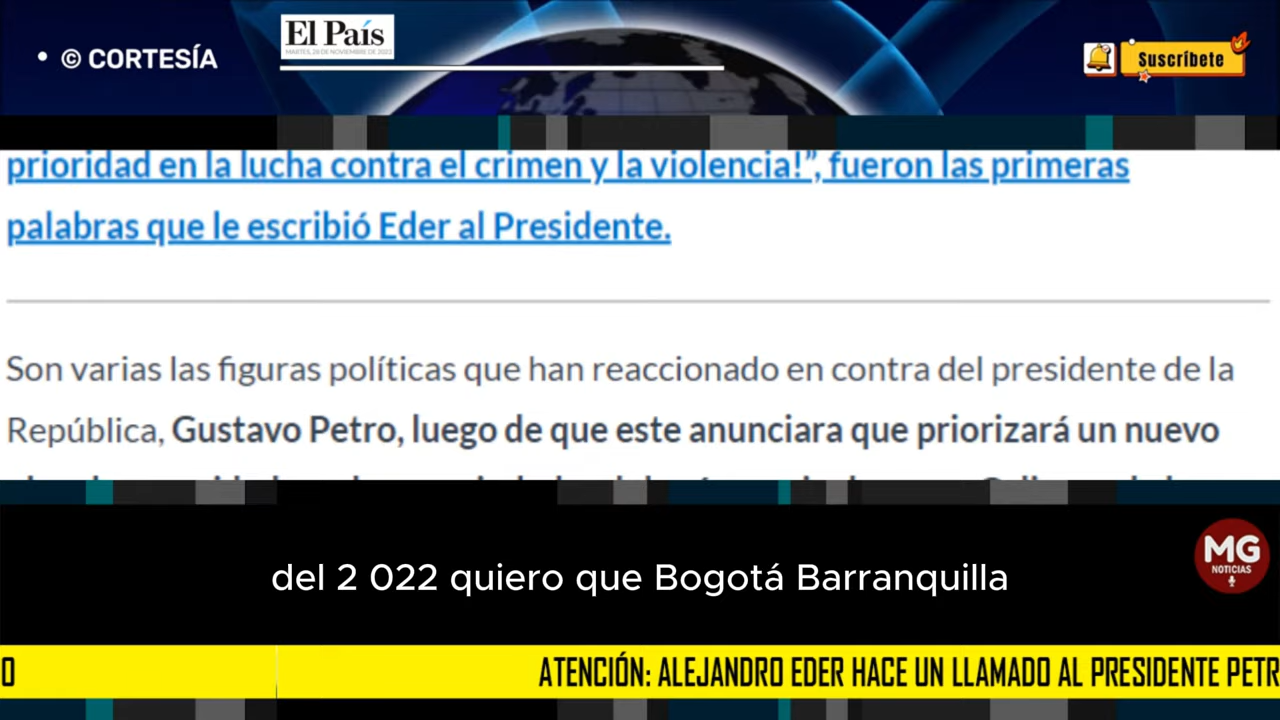 • © CORTESÍA
El País
MARTES, 28 DE NOVIEMBRE DE 2023
Suscríbete
prioridad en la lucha contra el crimen y la violencia!”, fueron las primeras
palabras que le escribió Eder al Presidente.
Son varias las figuras políticas que han reaccionado en contra del presidente de la
República, Gustavo Petro, luego de que este anunciara que priorizará un nuevo
del 2 022 quiero que Bogotá Barranquilla
MG
NOTICIAS
O
ATENCIÓN: ALEJANDRO EDER HACE UN LLAMADO AL PRESIDENTE PETR